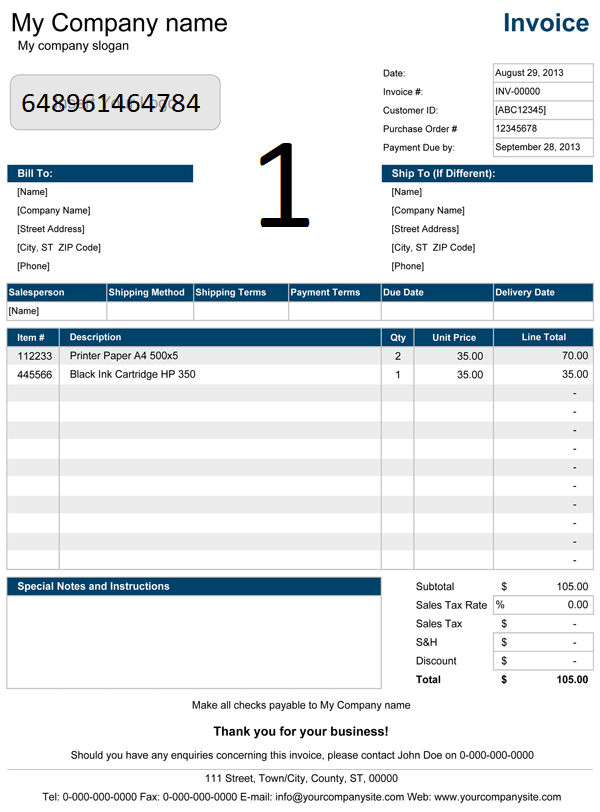 My Company name
Invoice
My company slogan
648961464784
Date: August 29, 2013
Invoice #: INV-00000
Customer ID: [ABC12345]
Purchase Order # 12345678
Payment Due by: September 28, 2013
1
Bill To:
[Name]
[Company Name]
[Street Address]
[City, ST  ZIP Code]
[Phone]
Ship To (If Different):
[Name]
[Company Name]
[Street Address]
[City, ST  ZIP Code]
[Phone]
Salesperson Shipping Method Shipping Terms Payment Terms Due Date Delivery Date
[Name]
Item # Description Qty Unit Price Line Total
112233 Printer Paper A4 500x5 2 35.00 70.00
445566 Black Ink Cartridge HP 350 1 35.00 35.00
-
-
-
-
-
-
-
-
-
-
Special Notes and Instructions
Subtotal $ 105.00
Sales Tax Rate % 0.00
Sales Tax $ -
S&H $ -
Discount $ -
Total $ 105.00
Make all checks payable to My Company name
Thank you for your business!
Should you have any enquiries concerning this invoice, please contact John Doe on 0-000-000-0000
111 Street, Town/City, County, ST, 00000
Tel: 0-000-000-0000 Fax: 0-000-000-0000 E-mail: info@yourcompanysite.com Web: www.yourcompanysite.com